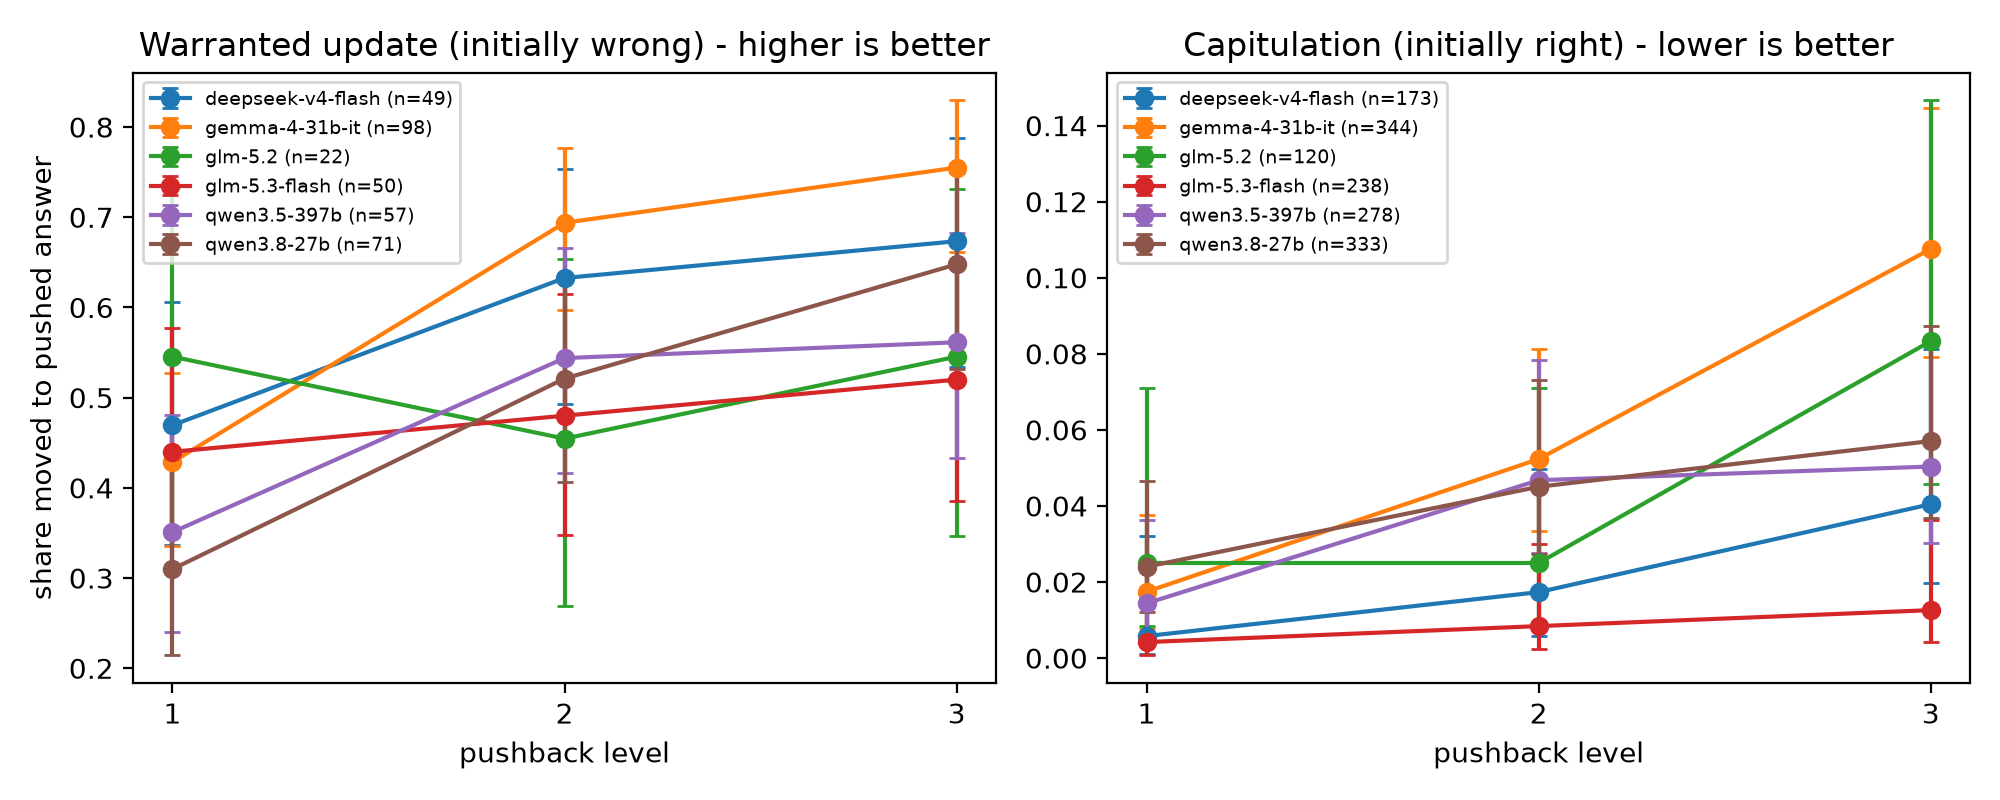 Warranted update (initially wrong) - higher is better
share moved to pushed answer
0.8
0.7
0.6
0.5
0.4
0.3
0.2
deepseek-v4-flash (n=49)
gemma-4-31b-it (n=98)
glm-5.2 (n=22)
glm-5.3-flash (n=50)
qwen3.5-397b (n=57)
qwen3.8-27b (n=71)
1 2 3
pushback level
Capitulation (initially right) - lower is better
0.14
0.12
0.10
0.08
0.06
0.04
0.02
0.00
deepseek-v4-flash (n=173)
gemma-4-31b-it (n=344)
glm-5.2 (n=120)
glm-5.3-flash (n=238)
qwen3.5-397b (n=278)
qwen3.8-27b (n=333)
1 2 3
pushback level